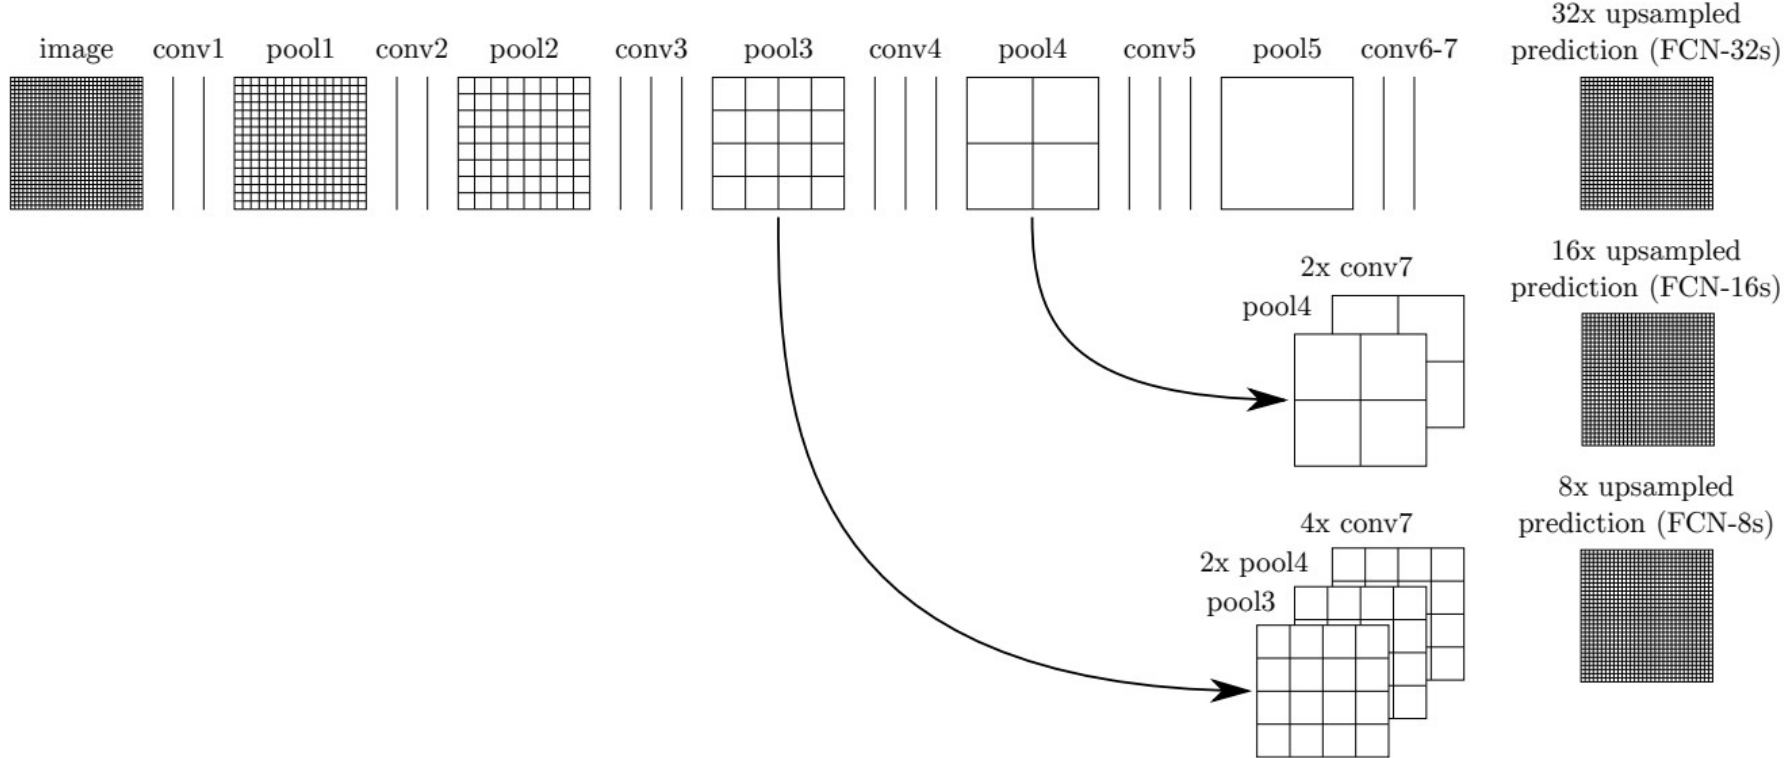 32x upsampled
image conv1 pool1 conv2 pool2 conv3 pool3 conv4 pool4 conv5 pool5 conv6-7 prediction (FCN-32s)
16x upsampled
2x conv7 prediction (FCN-16s)
pool4
8x upsampled
4x conv7 prediction (FCN-8s)
2x pool4
pool3